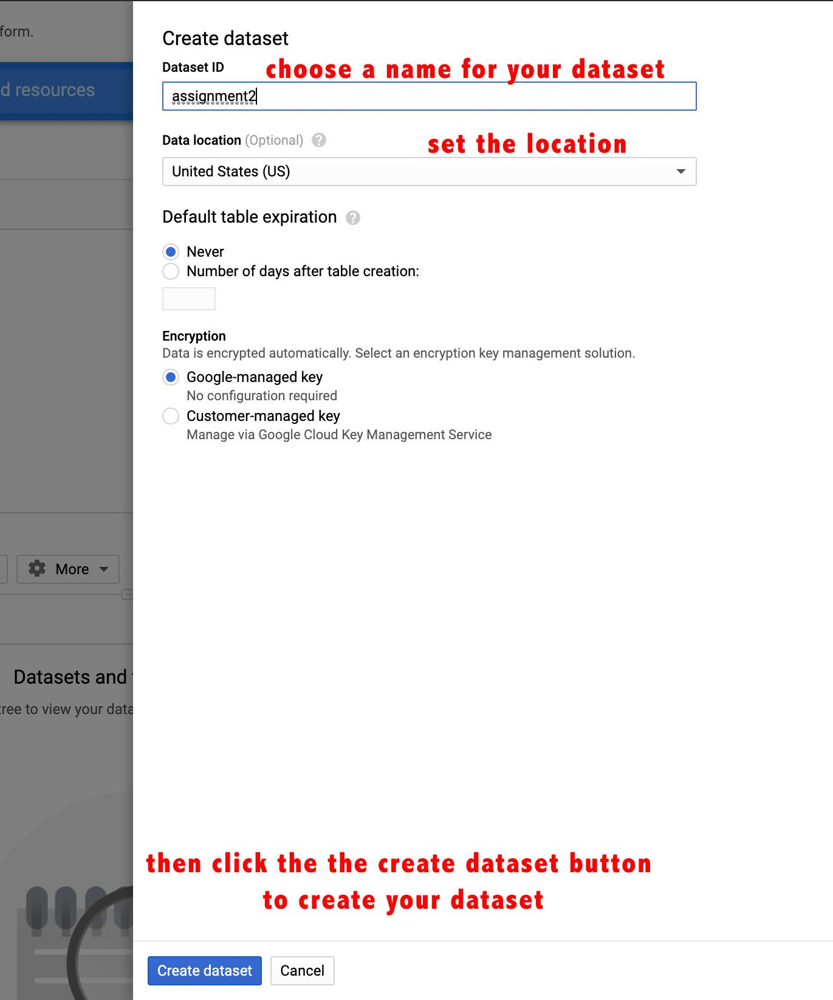 form.
d resources
Create dataset
Dataset ID
choose a name for your dataset
assignment2
Data location (Optional) ?
set the location
United States (US)
Default table expiration ?
Never
Number of days after table creation:
Encryption
Data is encrypted automatically. Select an encryption key management solution.
Google-managed key
No configuration required
Customer-managed key
Manage via Google Cloud Key Management Service
More
Datasets and
tree to view your data
then click the the create dataset button
to create your dataset
Create dataset
Cancel